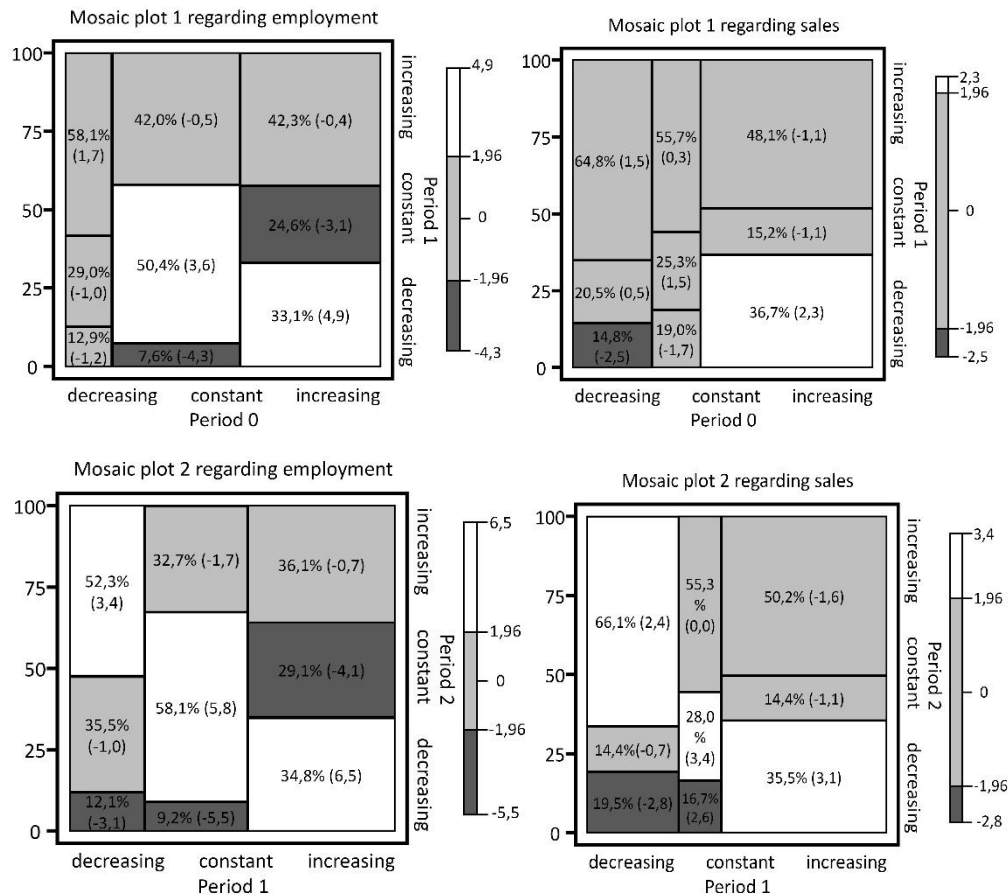 Mosaic plot 1 regarding employment
100
75
50
25
0
58,1%
(1,7)
42,0% (-0,5)
42,3% (-0,4)
29,0%
(-1,0)
50,4% (3,6)
24,6% (-3,1)
12,9%
(-1,2)
7,6% (-4,3)
33,1% (4,9)
increasing
constant
decreasing
Period 1
4,9
1,96
0
-1,96
-4,3
decreasing
constant
increasing
Period 0
Mosaic plot 1 regarding sales
100
75
50
25
0
64,8% (1,5)
55,7%
(0,3)
48,1% (-1,1)
20,5% (0,5)
25,3%
(1,5)
15,2% (-1,1)
14,8%
(-2,5)
19,0%
(-1,7)
36,7% (2,3)
increasing
constant
decreasing
Period 1
2,3
1,96
0
-1,96
-2,5
decreasing
constant
increasing
Period 0
Mosaic plot 2 regarding employment
100
75
50
25
0
52,3%
(3,4)
32,7% (-1,7)
36,1% (-0,7)
35,5%
(-1,0)
58,1% (5,8)
29,1% (-4,1)
12,1%
(-3,1)
9,2% (-5,5)
34,8% (6,5)
increasing
constant
decreasing
Period 2
6,5
1,96
0
-1,96
-5,5
decreasing
constant
increasing
Period 1
Mosaic plot 2 regarding sales
100
75
50
25
0
66,1% (2,4)
55,3
%
(0,0)
50,2% (-1,6)
14,4%(-0,7)
28,0
%
(3,4)
14,4% (-1,1)
19,5% (-2,8)
16,7%
(2,6)
35,5% (3,1)
increasing
constant
decreasing
Period 2
3,4
1,96
0
-1,96
-2,8
decreasing
constant
increasing
Period 1